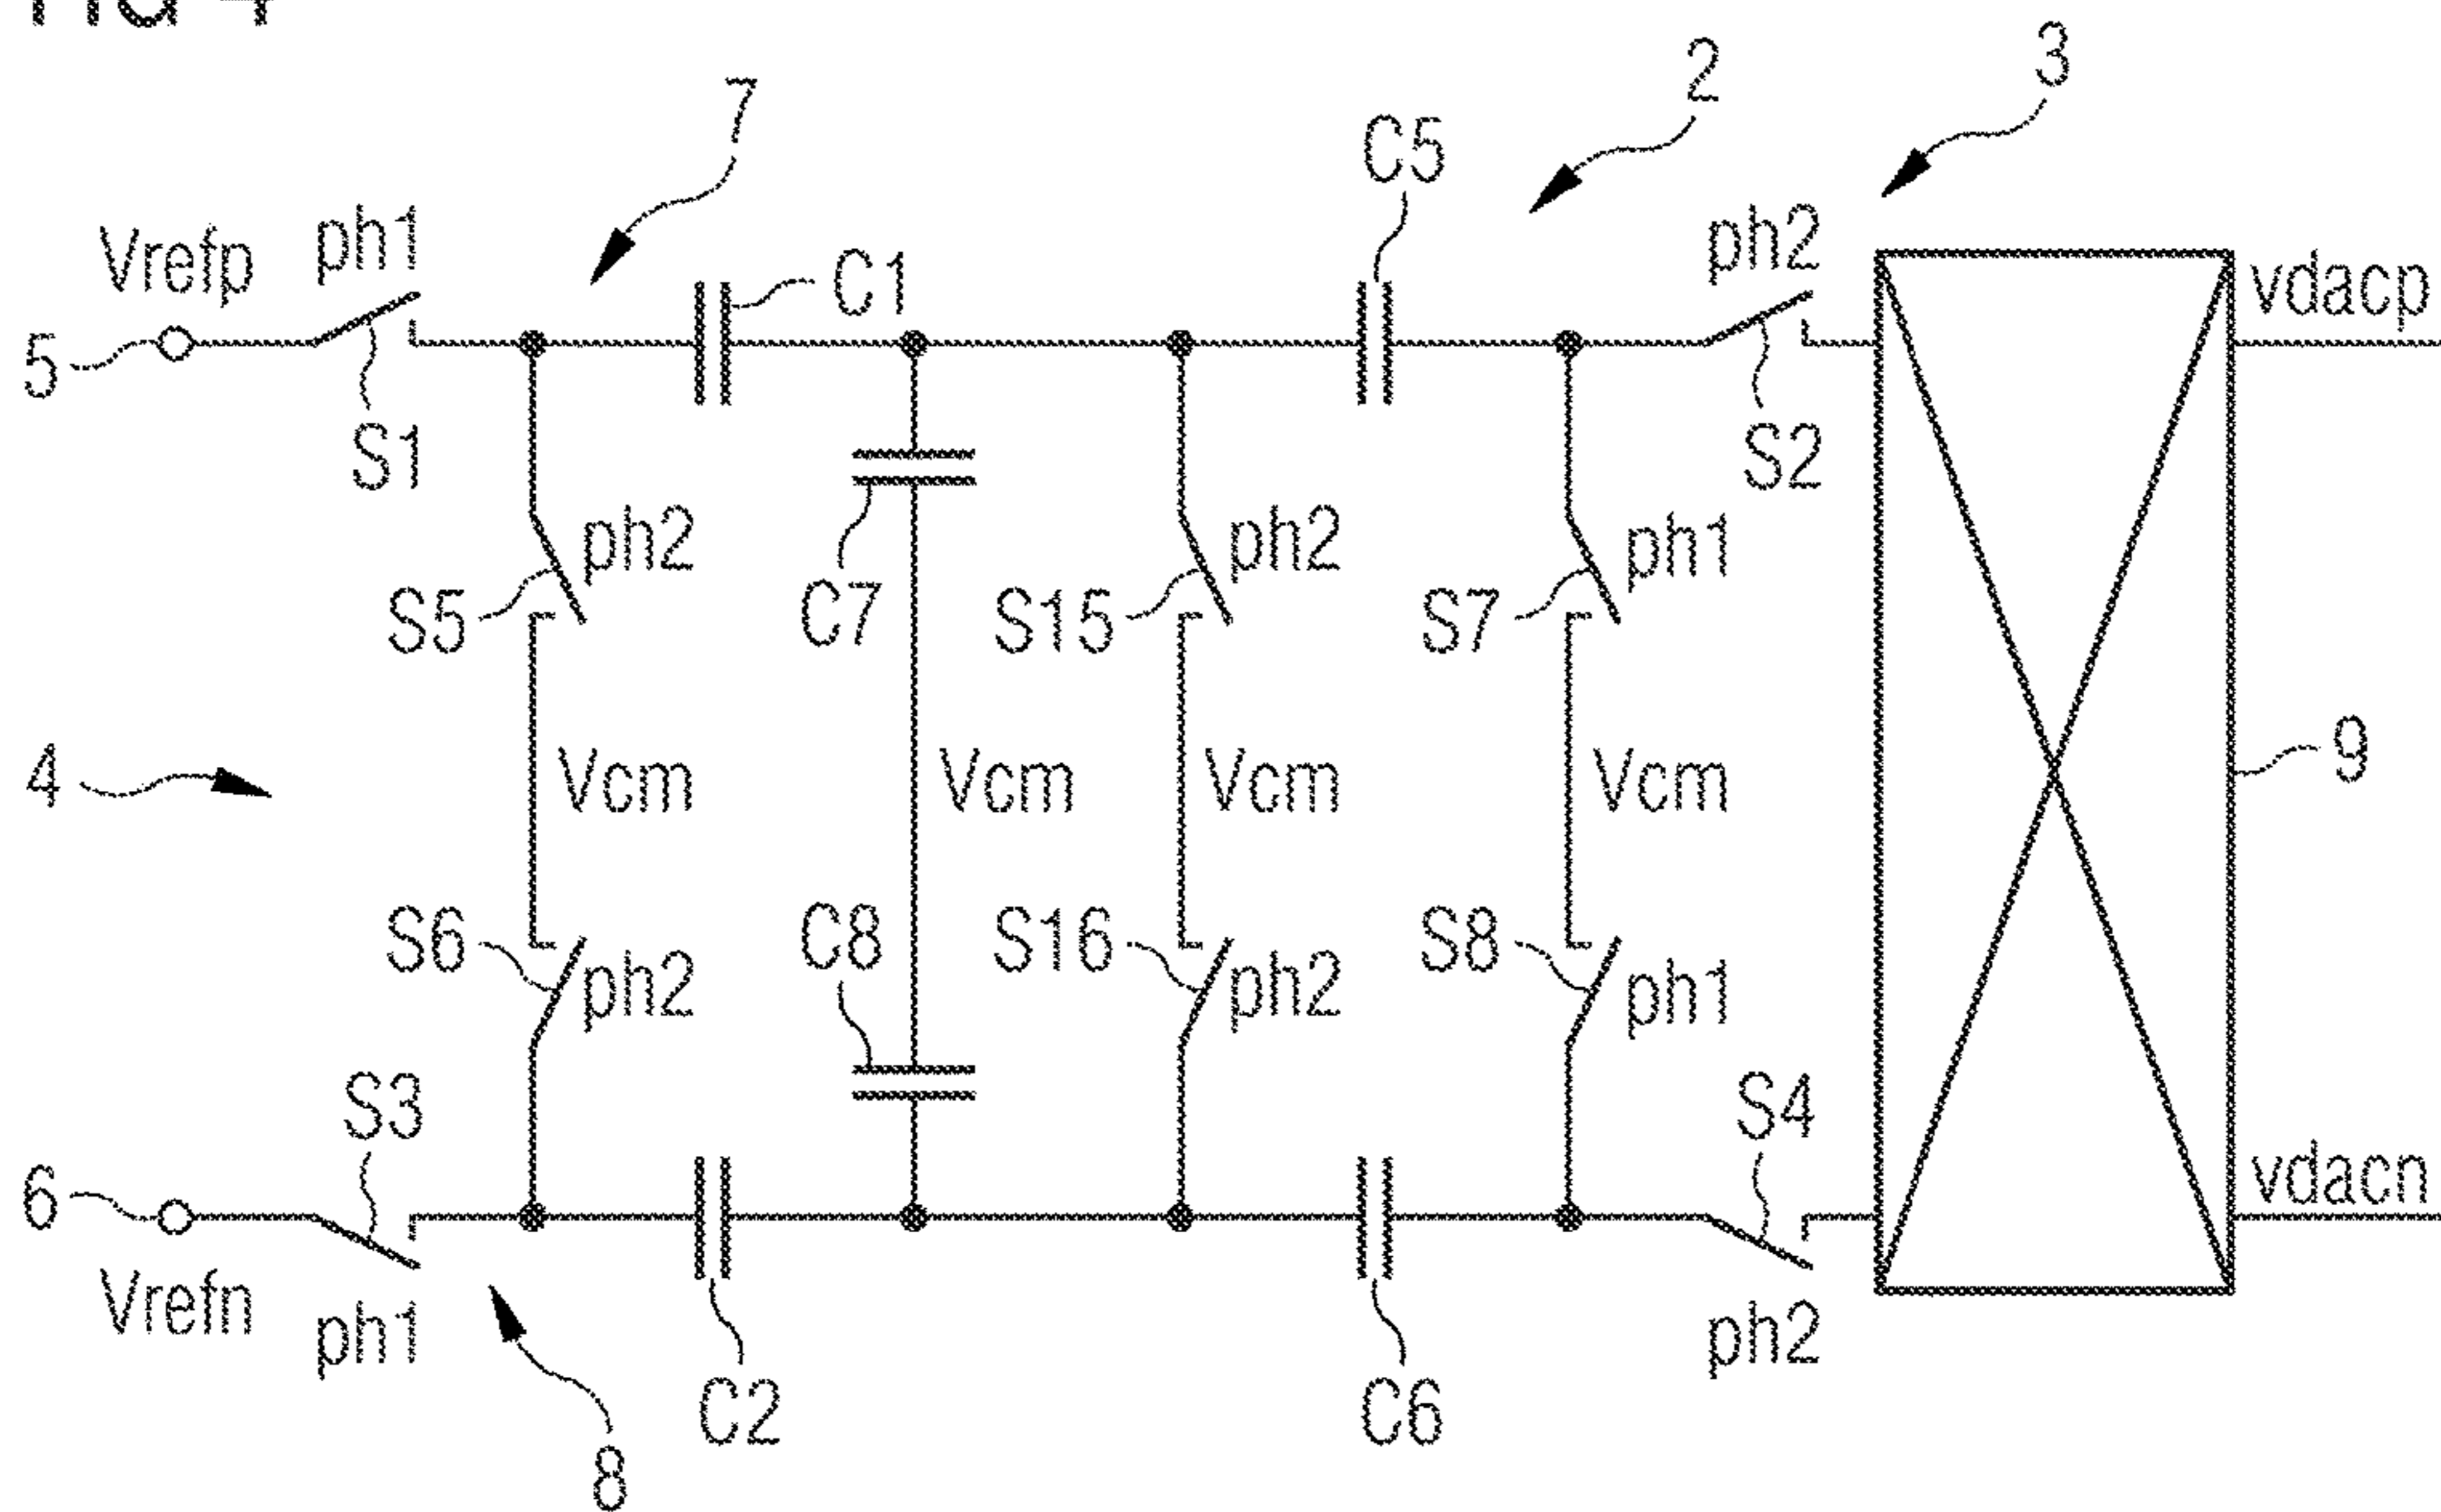 7
2
3
C5
Vrefp
ph1
C1
ph2
vdacp
5
S1
S2
ph2
ph2
ph1
S5
C7
S15
S7
4
Vcm
Vcm
Vcm
Vcm
9
S6
ph2
C8
S16
ph2
S8
ph1
S3
S4
6
vdacn
Vrefn
ph1
C2
C6
ph2
8